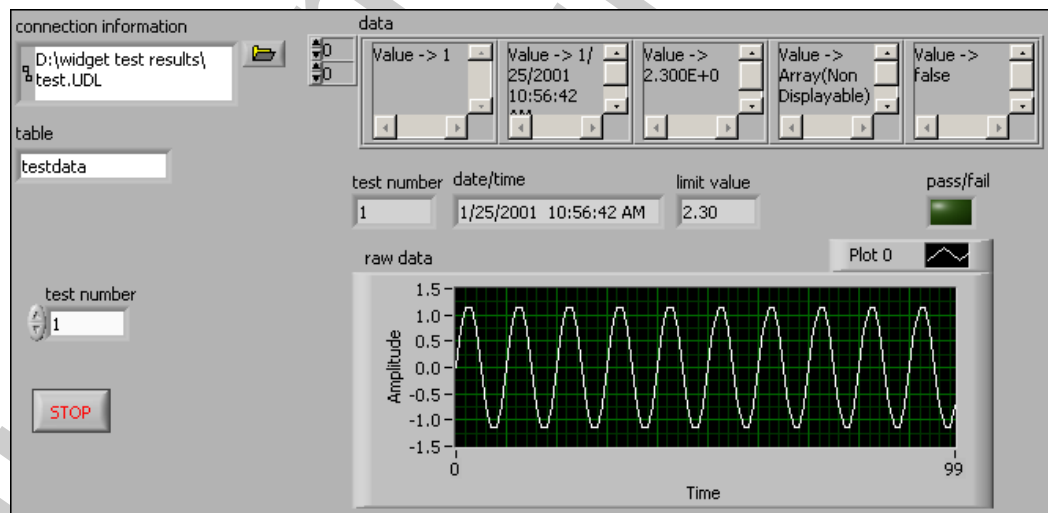 connection information
D:\widget test results\
test.UDL
table
testdata
test number
1
STOP
data
0
0
Value -> 1
Value -> 1/
25/2001
10:56:42
AM
Value ->
2.300E+0
Value ->
Array(Non
Displayable)
Value ->
false
test number
1
date/time
1/25/2001 10:56:42 AM
limit value
2.30
pass/fail
raw data
Plot 0
Amplitude
1.5
1.0
0.5
0.0
-0.5
-1.0
-1.5
0
99
Time